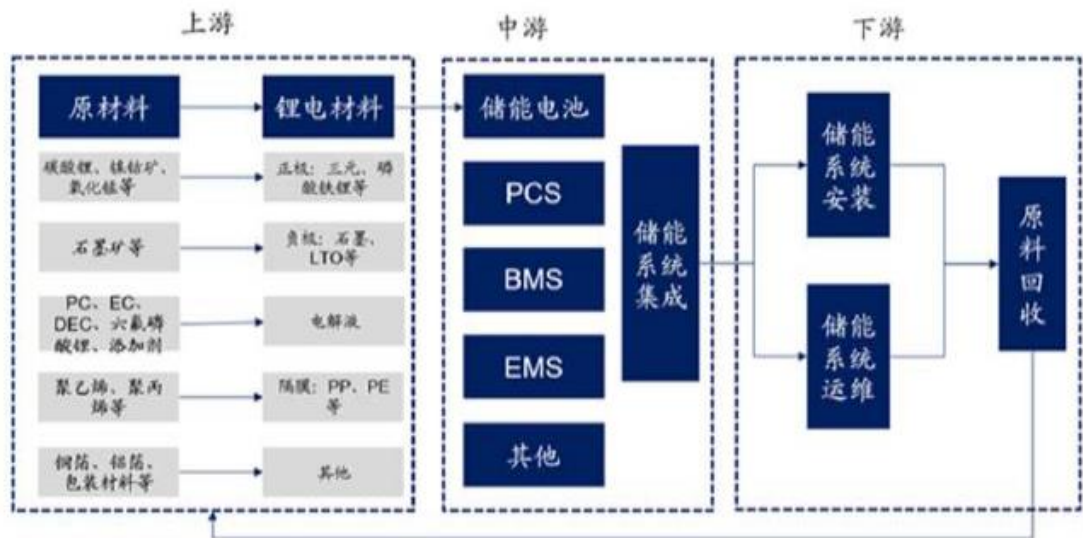 上游
中游
下游
原材料
锂电材料
碳酸锂、镍钴矿、
氧化锰等
正极：三元、磷
酸铁锂等
石墨矿等
负极：石墨、
LTO等
PC、EC、
DEC、六氟磷
酸锂、添加剂
电解液
聚乙烯、聚丙
烯等
隔膜：PP、PE
等
铜箔、铝箔、
包装材料等
其他
储能电池
PCS
BMS
EMS
其他
储能
系统
集成
储能
系统
安装
储能
系统
运维
原
料
回
收